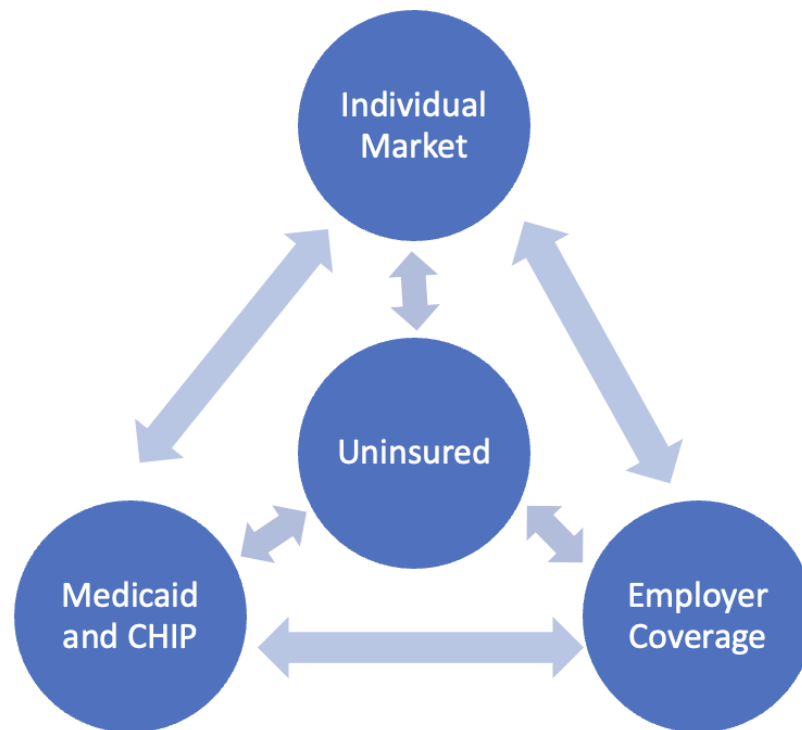 Individual
Market
Uninsured
Medicaid
and CHIP
Employer
Coverage